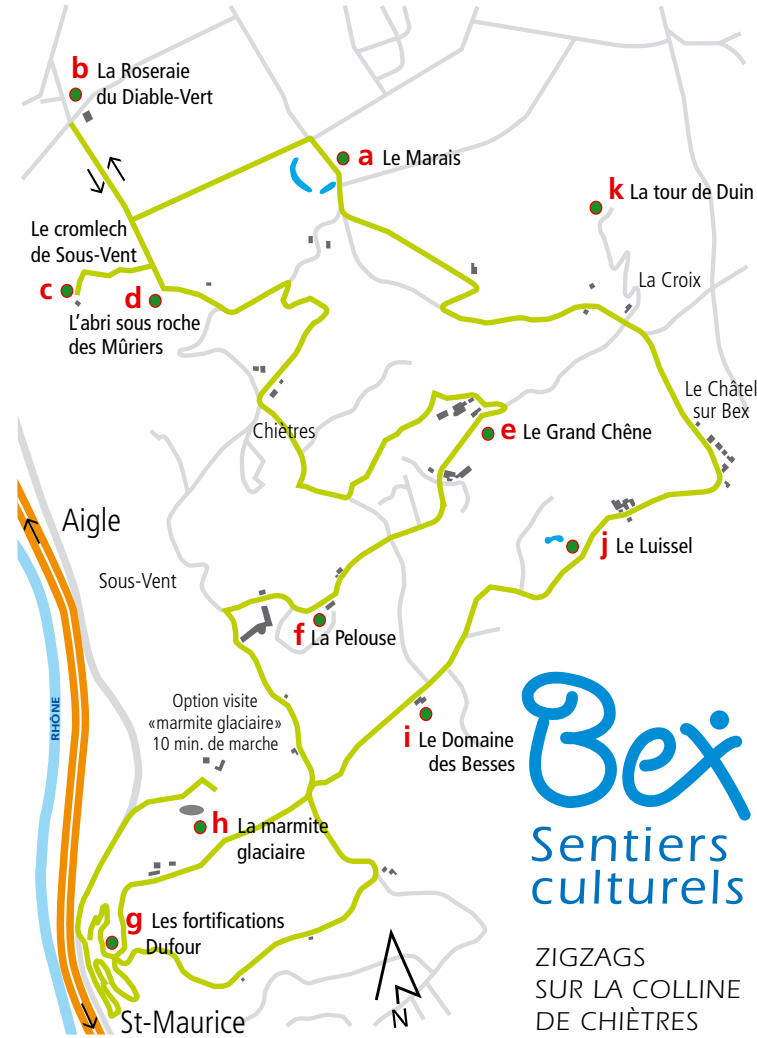 b La Roseraie
du Diable-Vert
a Le Marais
k La tour de Duin
Le cromlech
de Sous-Vent
c
d
L'abri sous roche
des Mûriers
La Croix
Le Châtel
sur Bex
Chiètres
e Le Grand Chêne
Aigle
j Le Luissel
Sous-Vent
f La Pelouse
RHÔNE
Option visite
«marmite glaciaire»
10 min. de marche
i Le Domaine
des Besses
h La marmite
glaciaire
g Les fortifications
Dufour
St-Maurice
N
Bex
Sentiers
culturels
ZIGZAGS
SUR LA COLLINE
DE CHIÈTRES